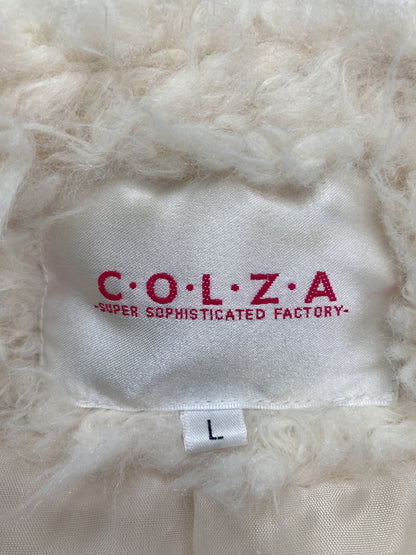 C·O·L·Z·A
-SUPER SOPHISTICATED FACTORY-
L